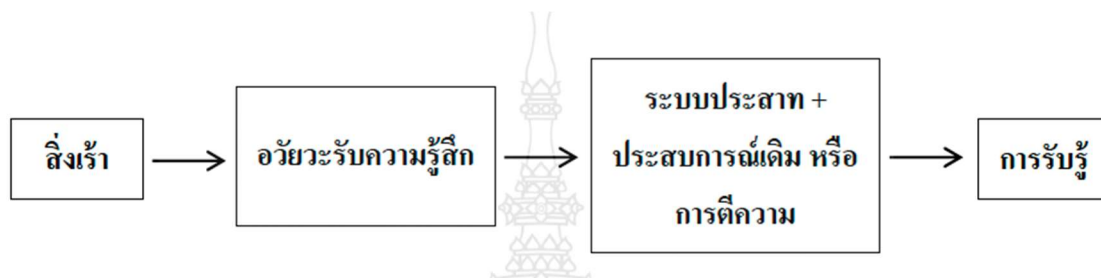 สิ่งเร้า
อวัยวะรับความรู้สึก
ระบบประสาท +
ประสบการณ์เดิม หรือ
การตีความ
การรับรู้